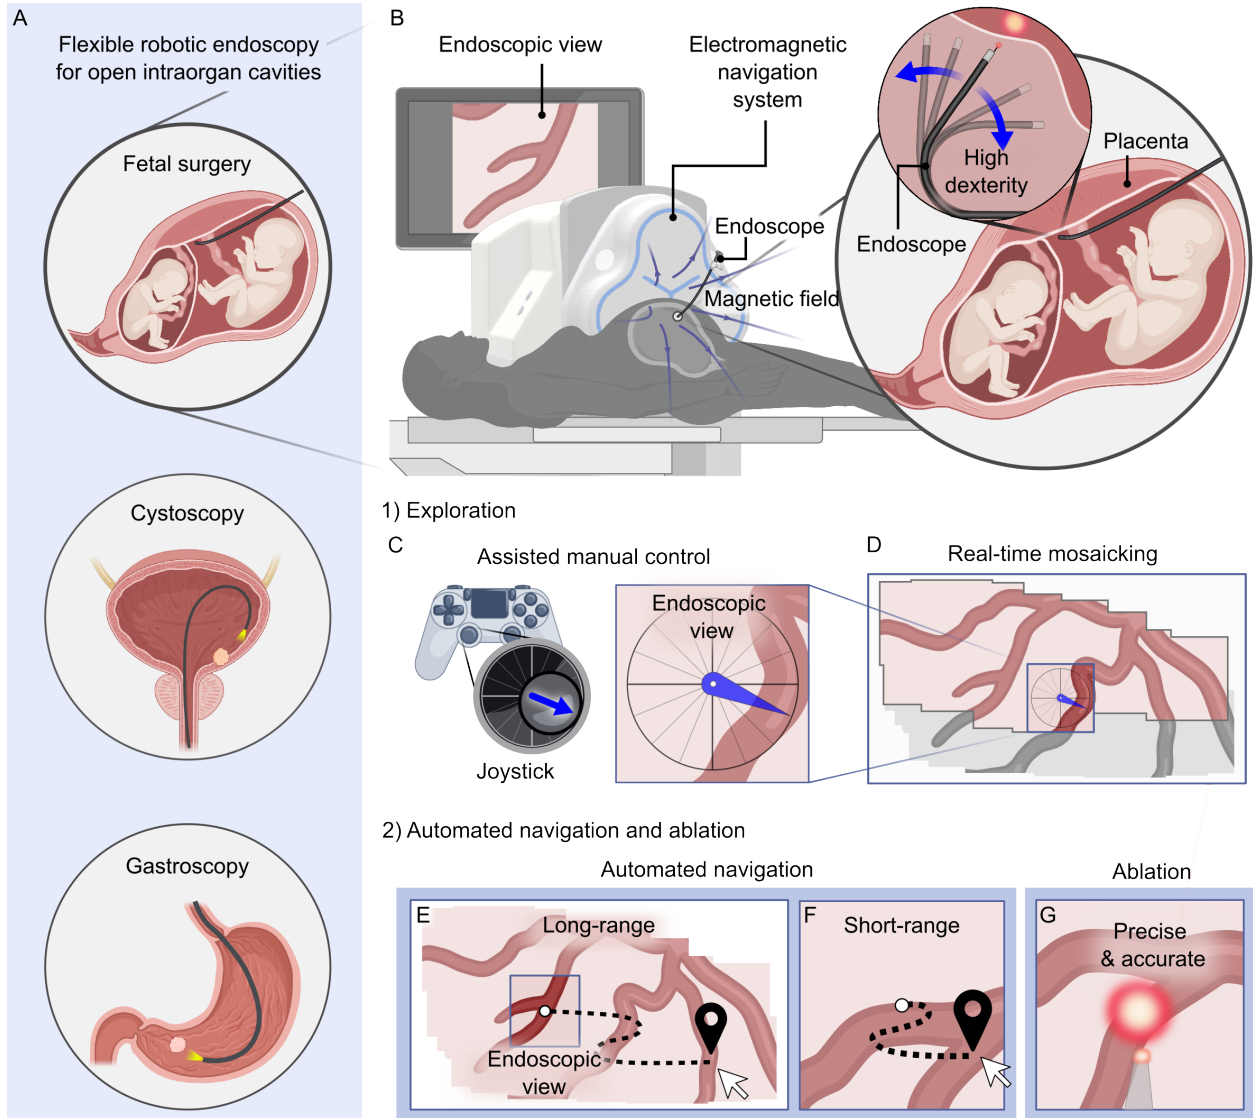 A
Flexible robotic endoscopy
for open intraorgan cavities
Fetal surgery
Cystoscopy
Gastroscopy
B
Endoscopic view
Electromagnetic
navigation
system
Endoscope
Magnetic field
High
dexterity
Endoscope
Placenta
1) Exploration
C
Assisted manual control
Joystick
Endoscopic
view
D
Real-time mosaicking
2) Automated navigation and ablation
Automated navigation
E
Long-range
Endoscopic
view
F
Short-range
Ablation
G
Precise
& accurate